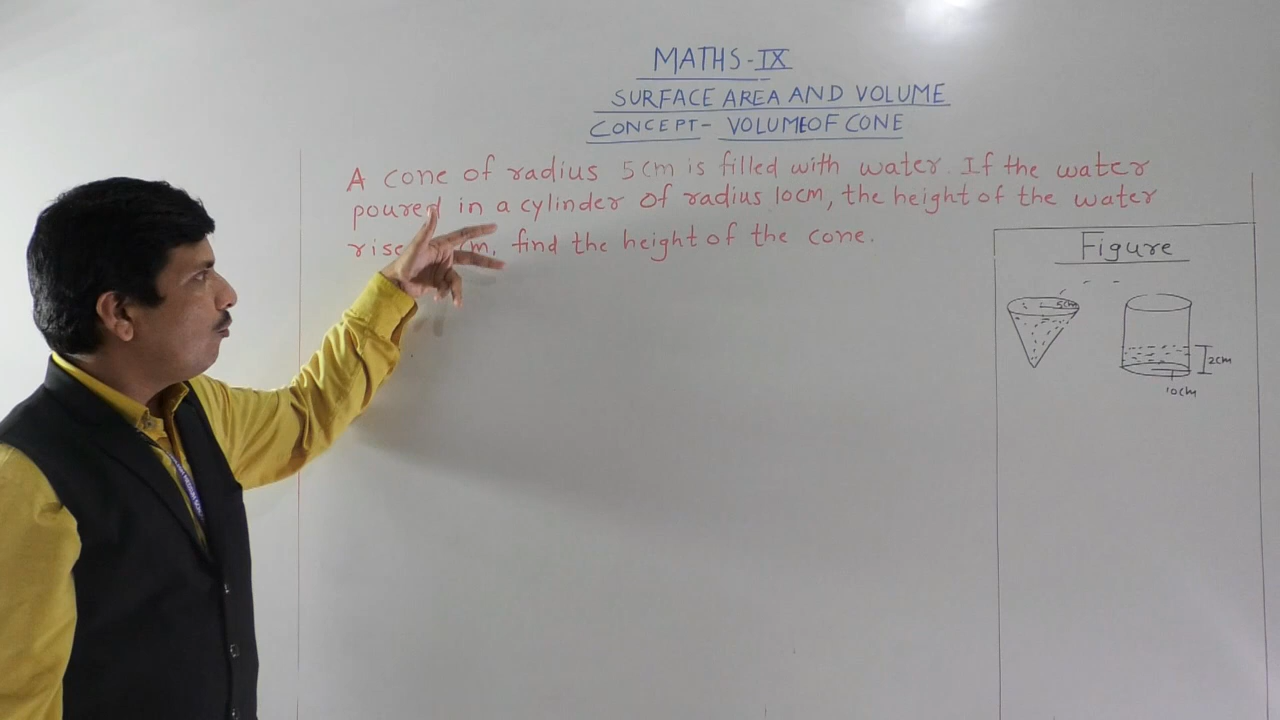 MATHS-IX
SURFACE AREA AND VOLUME
CONCEPT- VOLUME OF CONE
A cone of radius 5cm is filled with water. If the water
poured in a cylinder of radius 10cm, the height of the water
rise m, find the height of the cone.
Figure
5cm
2cm
10cm